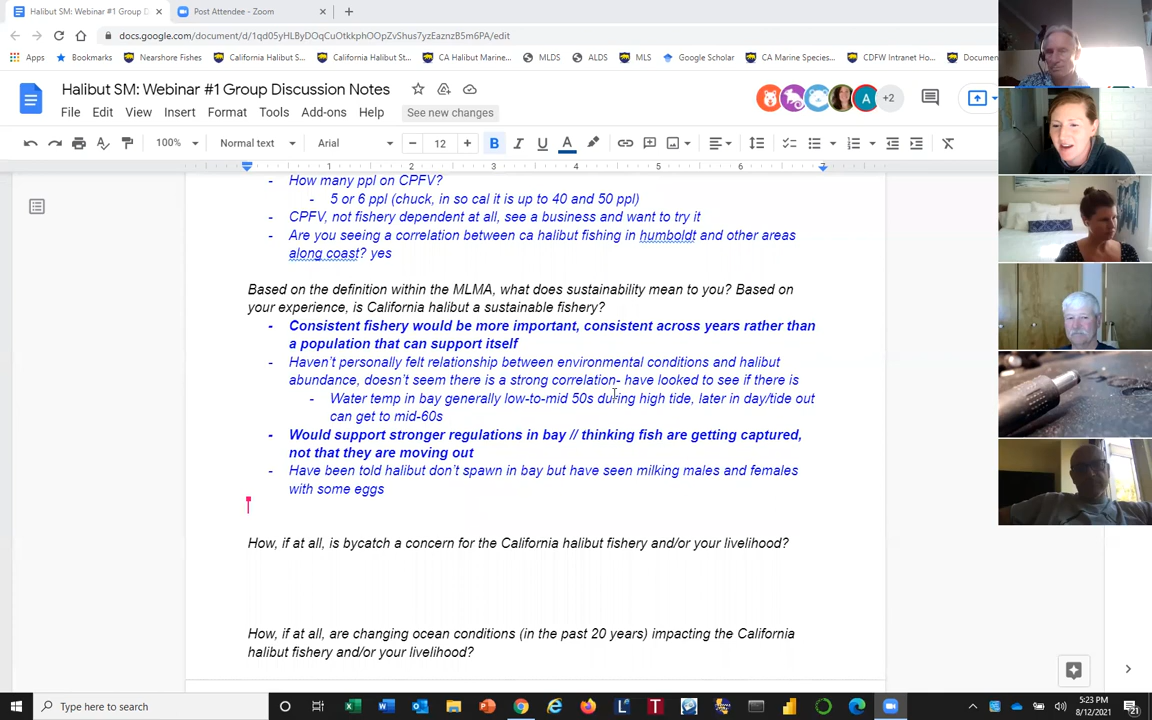 Halibut SM: Webinar #1 Group D
Post Attendee - Zoom
docs.google.com/document/d/1qd05yHLByDOqCuOtkkphOOpZvShus7yzEaznzB5m6PA/edit
Apps
Bookmarks
Nearshore Fishes
California Halibut S...
California Halibut St...
CA Halibut Marine...
MLDS
ALDS
MLS
Google Scholar
CA Marine Species...
CDFW Intranet Ho...
Document
Halibut SM: Webinar #1 Group Discussion Notes
A
+2
File Edit View Insert Format Tools Add-ons Help See new changes
100% Normal text Arial 12 B I U A
1 2 3 4 5 6 7
- How many ppl on CPFV?
- 5 or 6 ppl (chuck, in so cal it is up to 40 and 50 ppl)
- CPFV, not fishery dependent at all, see a business and want to try it
- Are you seeing a correlation between ca halibut fishing in humboldt and other areas
along coast? yes
Based on the definition within the MLMA, what does sustainability mean to you? Based on
your experience, is California halibut a sustainable fishery?
- Consistent fishery would be more important, consistent across years rather than
a population that can support itself
- Haven't personally felt relationship between environmental conditions and halibut
abundance, doesn't seem there is a strong correlation- have looked to see if there is
- Water temp in bay generally low-to-mid 50s during high tide, later in day/tide out
can get to mid-60s
- Would support stronger regulations in bay // thinking fish are getting captured,
not that they are moving out
- Have been told halibut don't spawn in bay but have seen milking males and females
with some eggs
How, if at all, is bycatch a concern for the California halibut fishery and/or your livelihood?
How, if at all, are changing ocean conditions (in the past 20 years) impacting the California
halibut fishery and/or your livelihood?
Type here to search
5:23 PM
8/12/2021
21